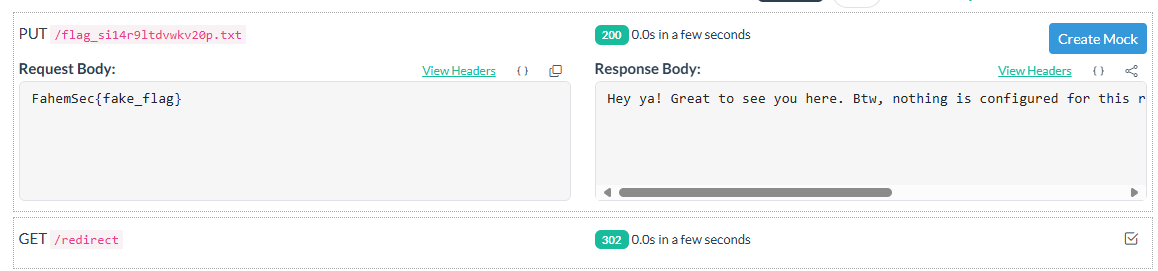 PUT /flag_si14r9ltdvwkv20p.txt 200 0.0s in a few seconds Create Mock
Request Body: View Headers { } Response Body: View Headers { }
FahemSec{fake_flag} Hey ya! Great to see you here. Btw, nothing is configured for this r
GET /redirect 302 0.0s in a few seconds